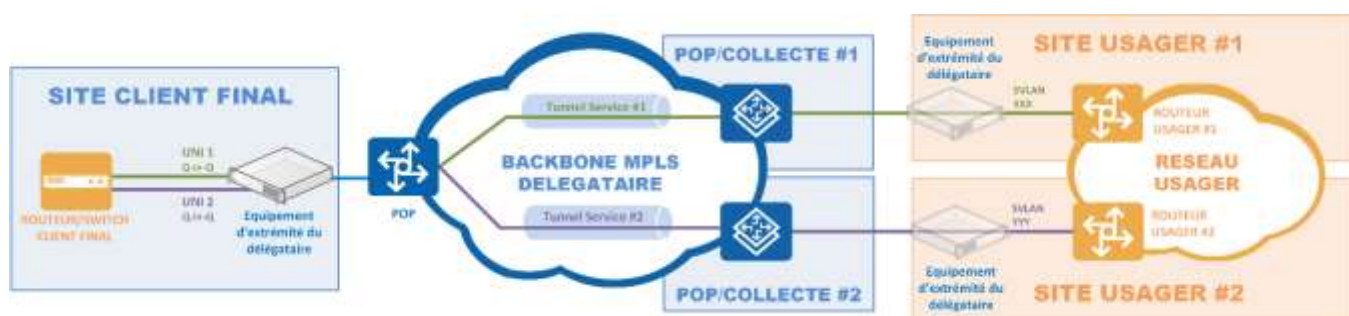 SITE CLIENT FINAL
UNI 1
Q-in-Q
UNI 2
Q-in-Q
ROUTEUR/SWITCH
CLIENT FINAL
Equipement
d'extrémité du
délégataire
POP
Tunnel Service #1
BACKBONE MPLS
DELEGATAIRE
Tunnel Service #2
POP/COLLECTE #1
POP/COLLECTE #2
Equipement
d'extrémité du
délégataire
SITE USAGER #1
SVLAN
XXX
ROUTEUR
USAGER #1
RESEAU
USAGER
SVLAN
YYY
ROUTEUR
USAGER #2
Equipement
d'extrémité du
délégataire
SITE USAGER #2